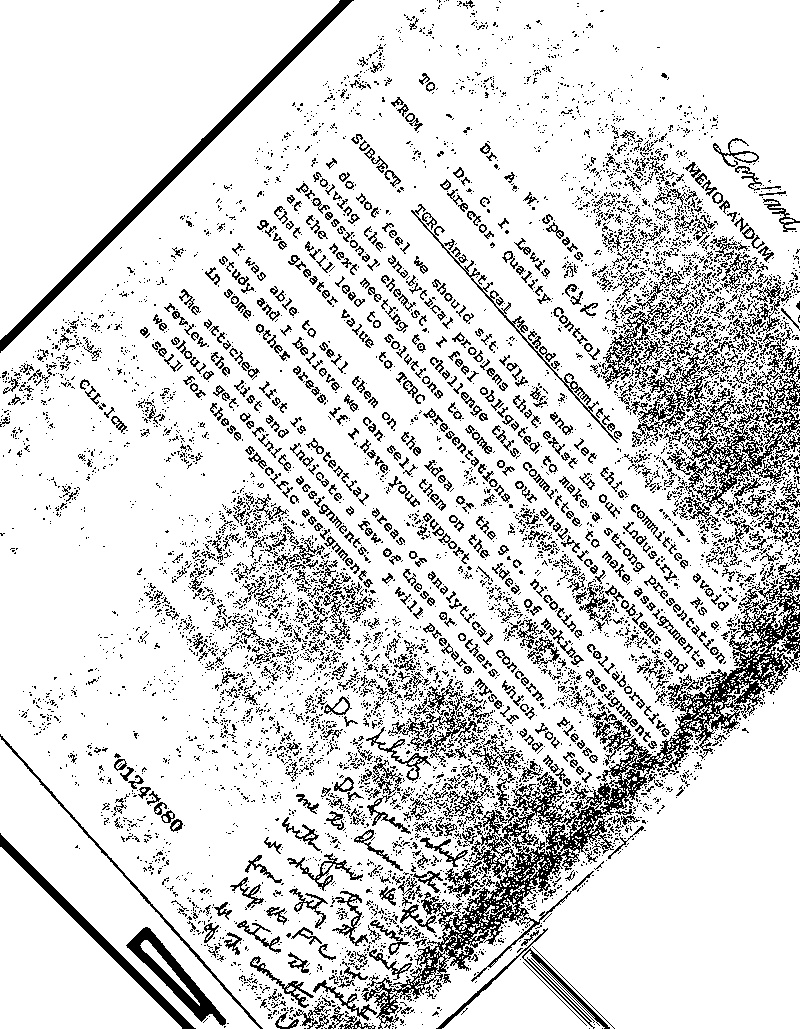 Lorillard
MEMORANDUM
TO : Dr. A. W. Spears
FROM : Dr. C. I. Lewis CIL
Director, Quality Control
SUBJECT: TCRC Analytical Methods Committee
I do not feel we should sit idly by and let this committee avoid
solving the analytical problems that exist in our industry. As a
professional chemist, I feel obligated to make a strong presentation
at the next meeting to challenge this committee to make assignments
that will lead to solutions to some of our analytical problems and
give greater value to TCRC presentations.
I was able to sell them on the idea of the g.c. nicotine collaborative
study and I believe we can sell them on the idea of making assignments
in some other areas if I have your support.
The attached list is potential areas of analytical concern. Please
review the list and indicate a few of these or others which you feel
we should get definite assignments. I will prepare myself and make
a sell for these specific assignments.
CIL:lcm
Dr Schultz
Dr Spears asked
me to discuss this
with you. He feels
we should stay away
from anything that could
help the FTC or
be outside the
of the committee
01247680